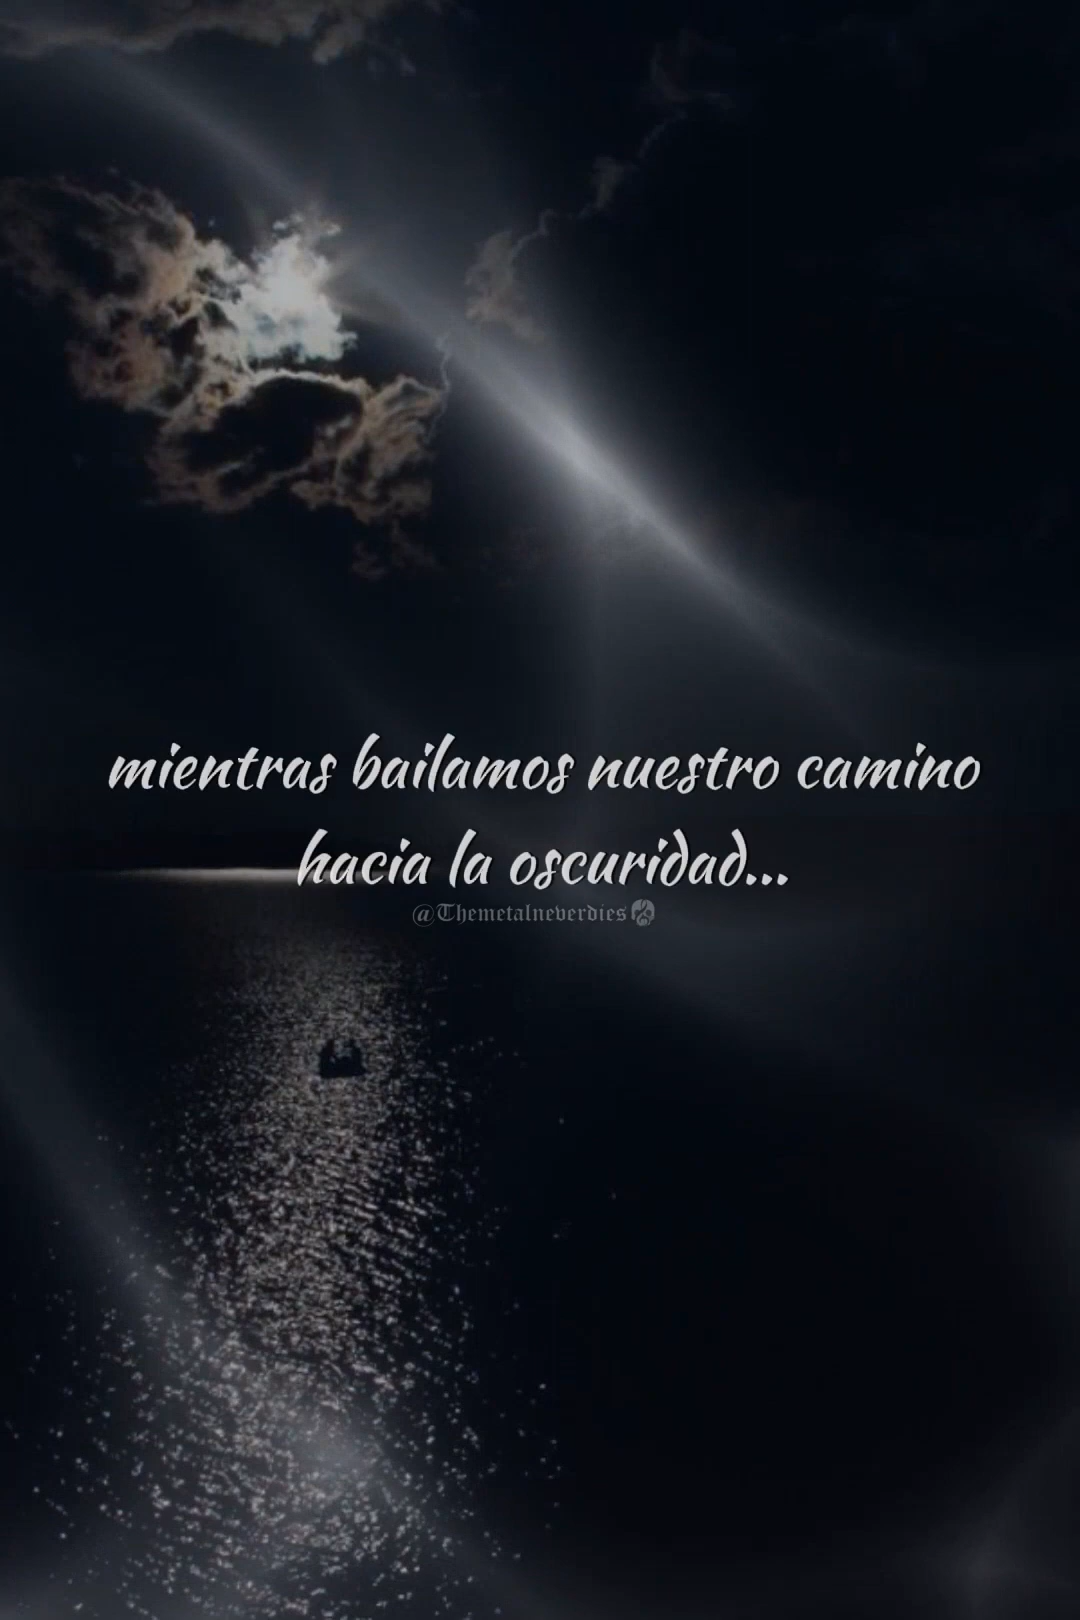 mientras bailamos nuestro camino
hacia la oscuridad...
@Themetalneverdies